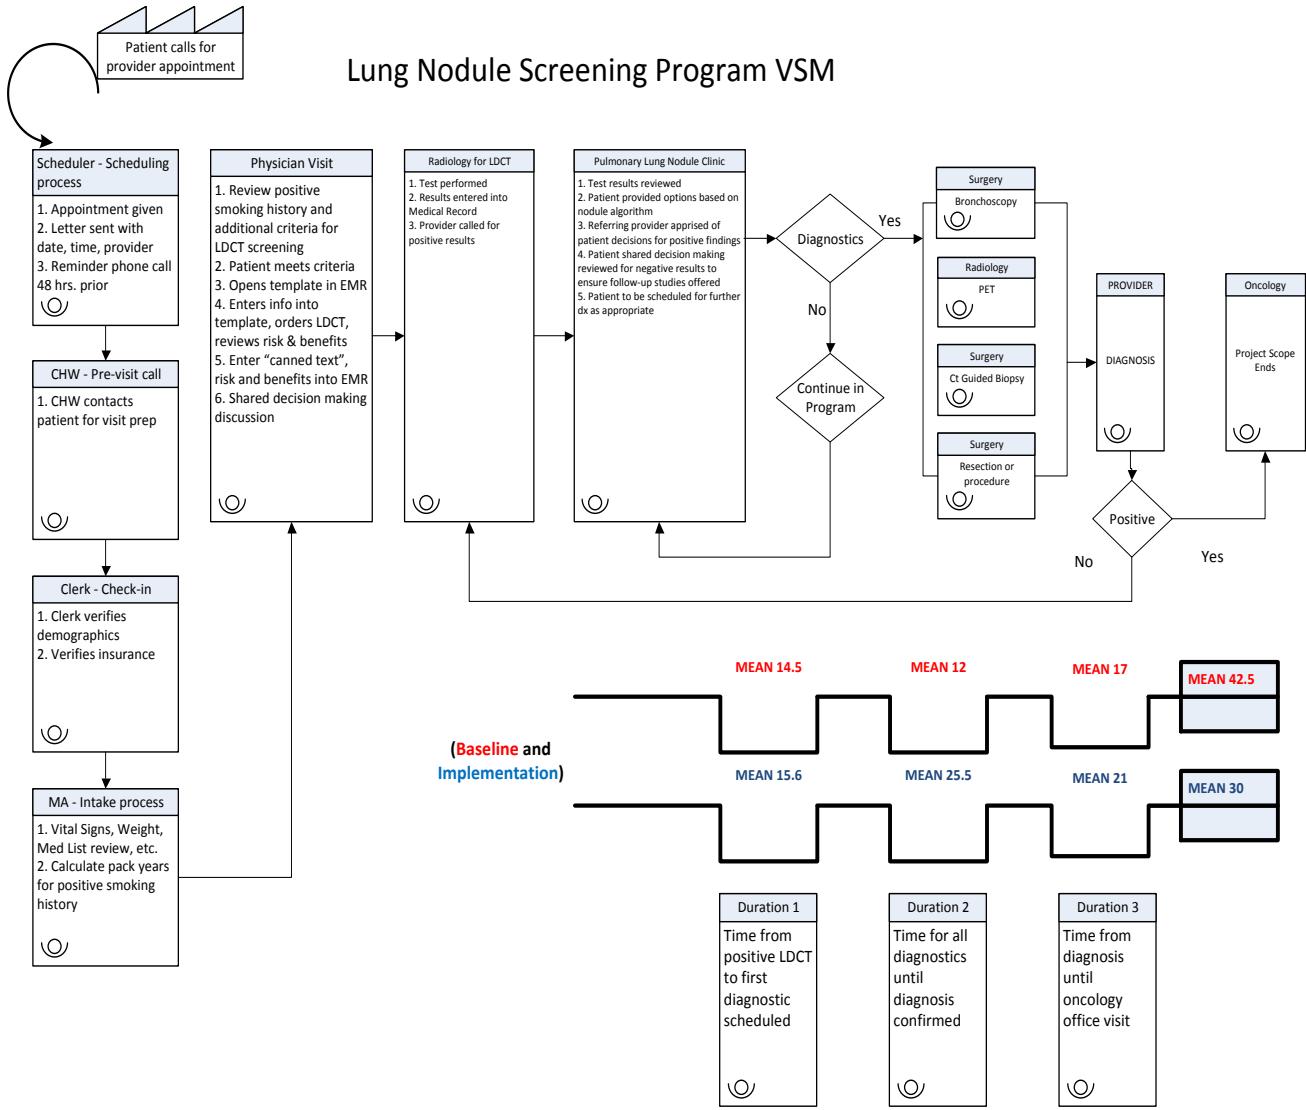 Patient calls for
provider appointment
Lung Nodule Screening Program VSM
Scheduler - Scheduling
process
1. Appointment given
2. Letter sent with
date, time, provider
3. Reminder phone call
48 hrs. prior
CHW - Pre-visit call
1. CHW contacts
patient for visit prep
Clerk - Check-in
1. Clerk verifies
demographics
2. Verifies insurance
MA - Intake process
1. Vital Signs, Weight,
Med List review, etc.
2. Calculate pack years
for positive smoking
history
Physician Visit
1. Review positive
smoking history and
additional criteria for
LDCT screening
2. Patient meets criteria
3. Opens template in EMR
4. Enters info into
template, orders LDCT,
reviews risk & benefits
5. Enter “canned text”,
risk and benefits into EMR
6. Shared decision making
discussion
Radiology for LDCT
1. Test performed
2. Results entered into
Medical Record
3. Provider called for
positive results
Pulmonary Lung Nodule Clinic
1. Test results reviewed
2. Patient provided options based on
nodule algorithm
3. Referring provider apprised of
patient decisions for positive findings
4. Patient shared decision making
reviewed for negative results to
ensure follow-up studies offered
5. Patient to be scheduled for further
dx as appropriate
Diagnostics
Yes
No
Continue in
Program
Surgery
Bronchoscopy
Radiology
PET
Surgery
Ct Guided Biopsy
Surgery
Resection or
procedure
PROVIDER
DIAGNOSIS
Oncology
Project Scope
Ends
Positive
No
Yes
MEAN 14.5
MEAN 12
MEAN 17
MEAN 42.5
(Baseline and
Implementation)
MEAN 15.6
MEAN 25.5
MEAN 21
MEAN 30
Duration 1
Time from
positive LDCT
to first
diagnostic
scheduled
Duration 2
Time for all
diagnostics
until
diagnosis
confirmed
Duration 3
Time from
diagnosis
until
oncology
office visit